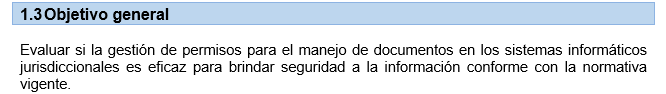 1.3 Objetivo general
Evaluar si la gestión de permisos para el manejo de documentos en los sistemas informáticos
jurisdiccionales es eficaz para brindar seguridad a la información conforme con la normativa
vigente.